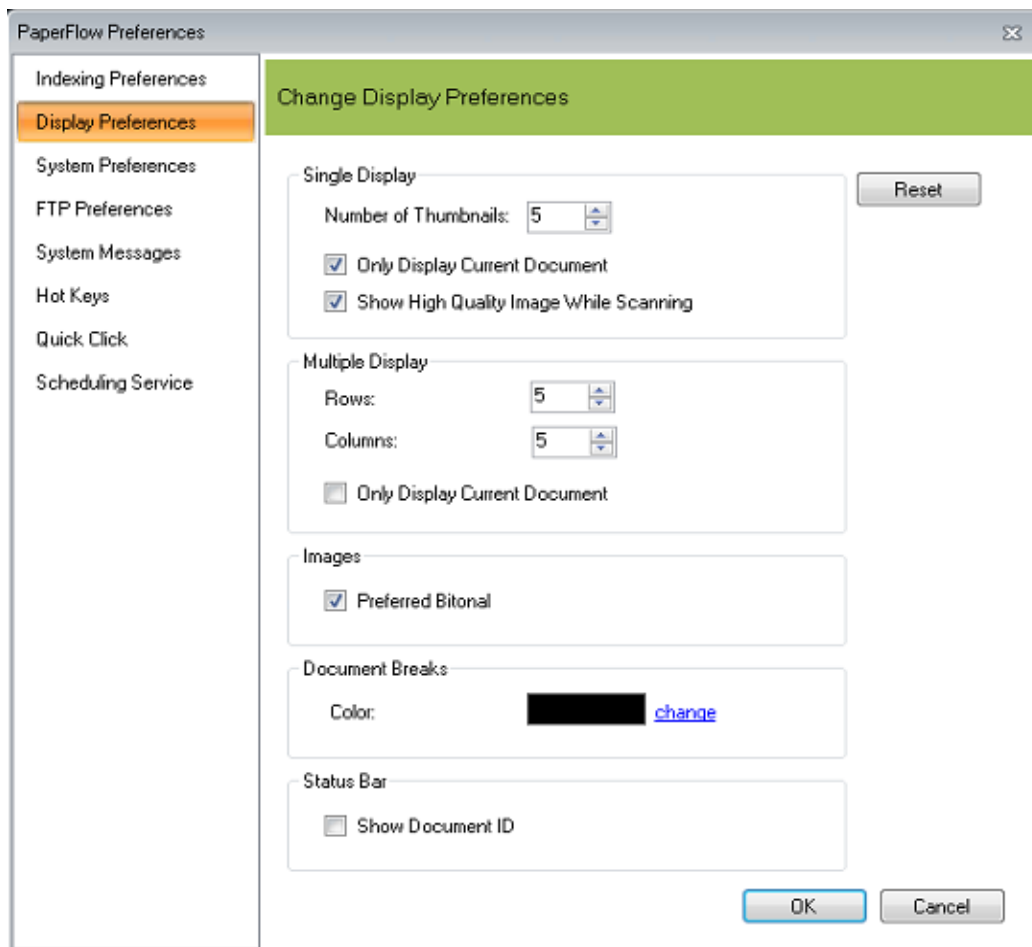 PaperFlow Preferences
Indexing Preferences
Display Preferences
System Preferences
FTP Preferences
System Messages
Hot Keys
Quick Click
Scheduling Service
Change Display Preferences
Reset
Single Display
Number of Thumbnails: 5
Only Display Current Document
Show High Quality Image While Scanning
Multiple Display
Rows: 5
Columns: 5
Only Display Current Document
Images
Preferred Bitonal
Document Breaks
Color: change
Status Bar
Show Document ID
OK Cancel